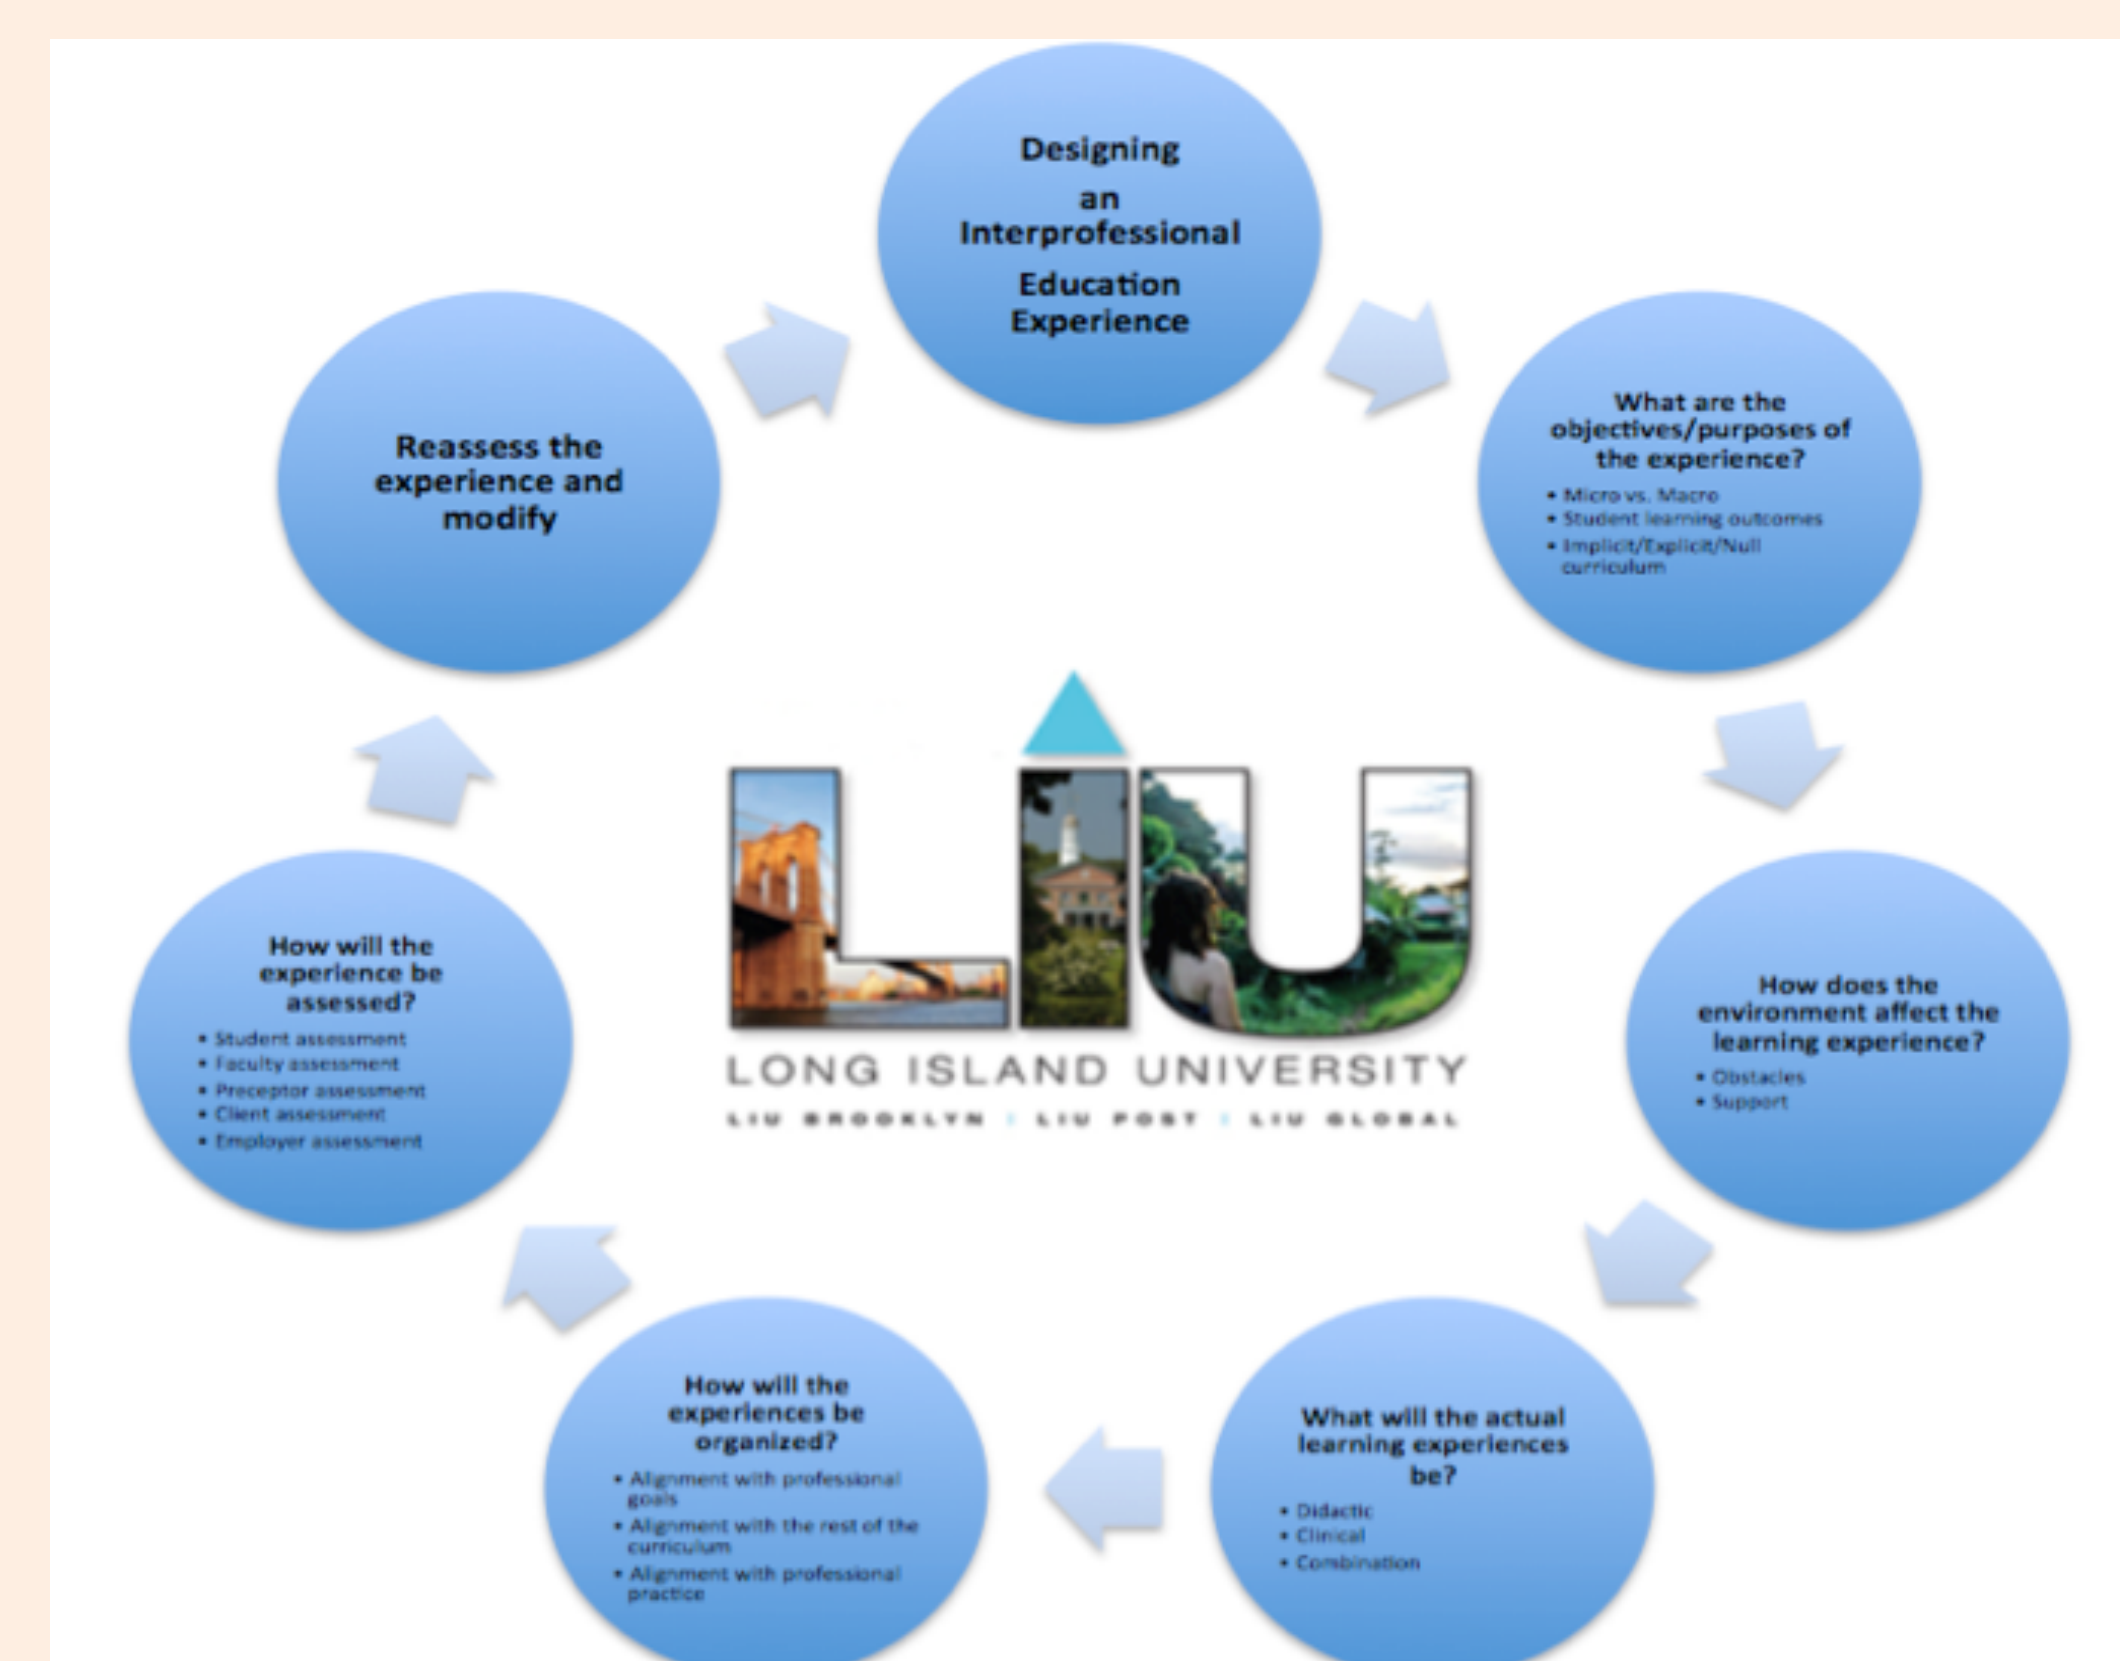 Designing
an
Interprofessional
Education
Experience
What are the
objectives/purposes of
the experience?
• Micro vs. Macro
• Student learning outcomes
• Implicit/Explicit/Null
curriculum
How does the
environment affect the
learning experience?
• Obstacles
• Support
What will the actual
learning experiences
be?
• Didactic
• Clinical
• Combination
How will the
experiences be
organized?
• Alignment with professional
goals
• Alignment with the rest of the
curriculum
• Alignment with professional
practice
How will the
experience be
assessed?
• Student assessment
• Faculty assessment
• Preceptor assessment
• Client assessment
• Employer assessment
Reassess the
experience and
modify
LIU
LONG ISLAND UNIVERSITY
LIU BROOKLYN | LIU POST | LIU GLOBAL